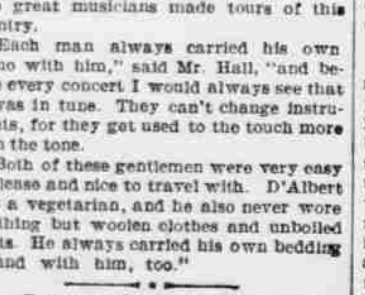 great musicians made tours of this
ntry.
Each man always carried his own
no with him," said Mr. Hall, "and be-
every concert I would always see that
was in tune. They can't change instru-
nts, for they get used to the touch more
n the tone.
Both of these gentlemen were very easy
please and nice to travel with. D'Albert
a vegetarian, and he also never wore
thing but woolen clothes and unboiled
ts. He always carried his own bedding
and with him, too."